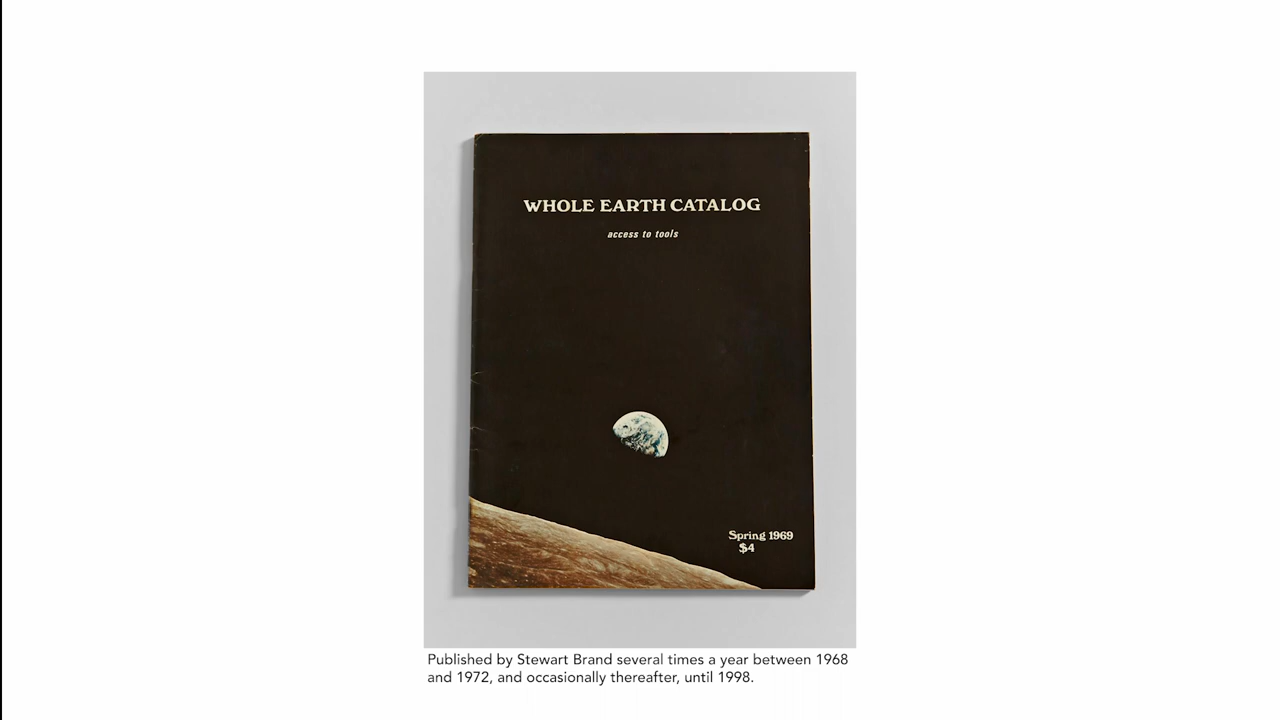 WHOLE EARTH CATALOG
access to tools
Spring 1969
$4
Published by Stewart Brand several times a year between 1968
and 1972, and occasionally thereafter, until 1998.